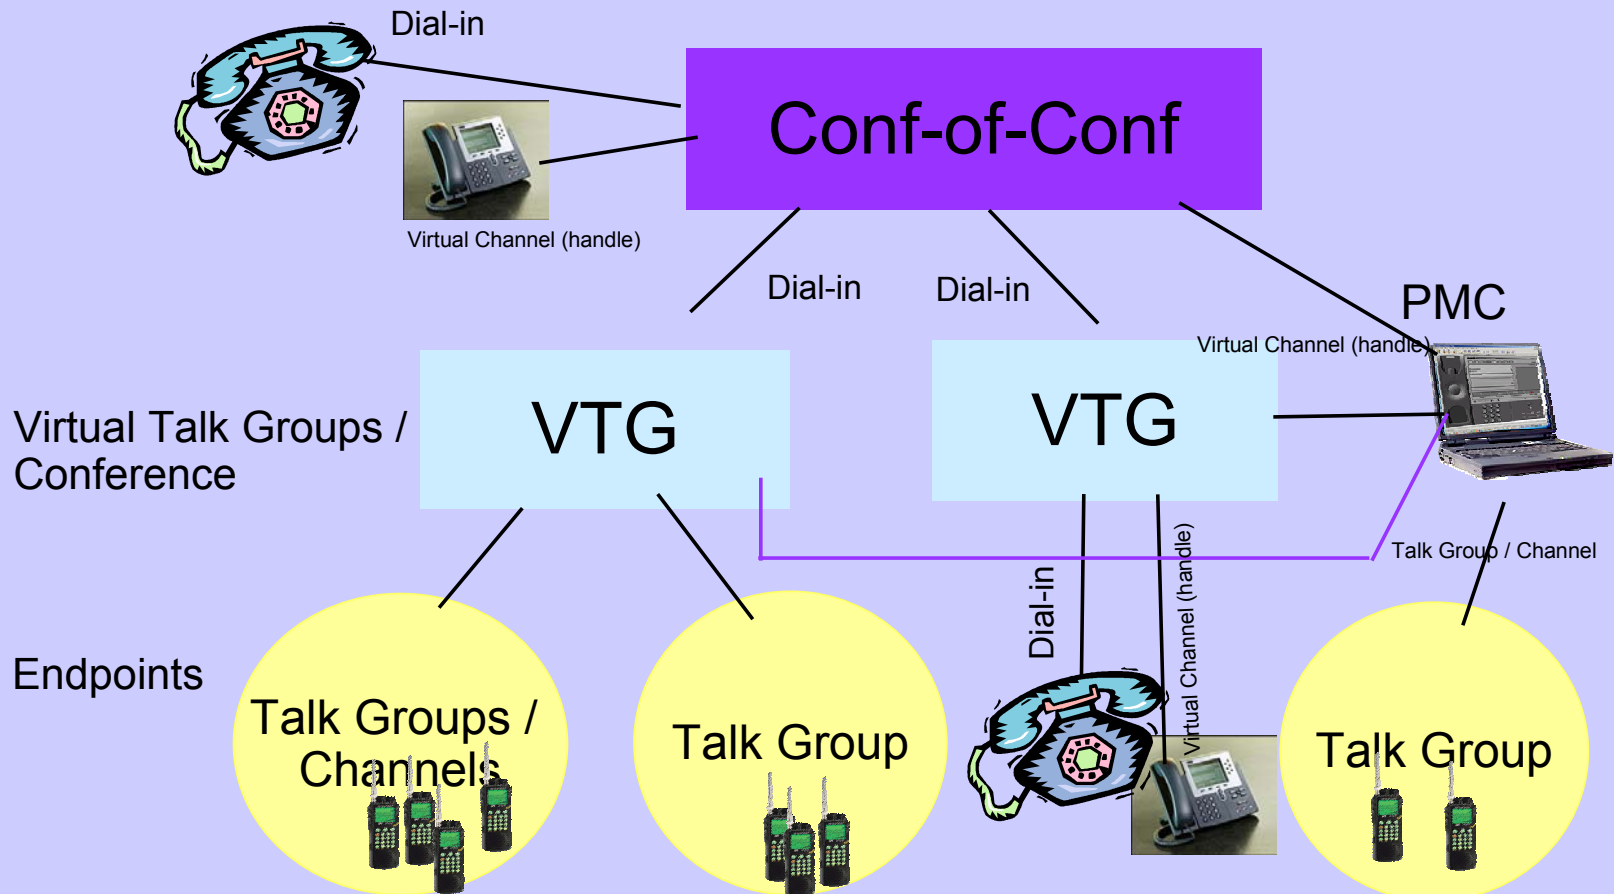 Dial-in
Conf-of-Conf
Virtual Channel (handle)
Dial-in
Dial-in
PMC
Virtual Channel (handle)
VTG
VTG
Virtual Talk Groups /
Conference
Talk Group / Channel
Dial-in
Virtual Channel (handle)
Endpoints
Talk Groups /
Channels
Talk Group
Talk Group